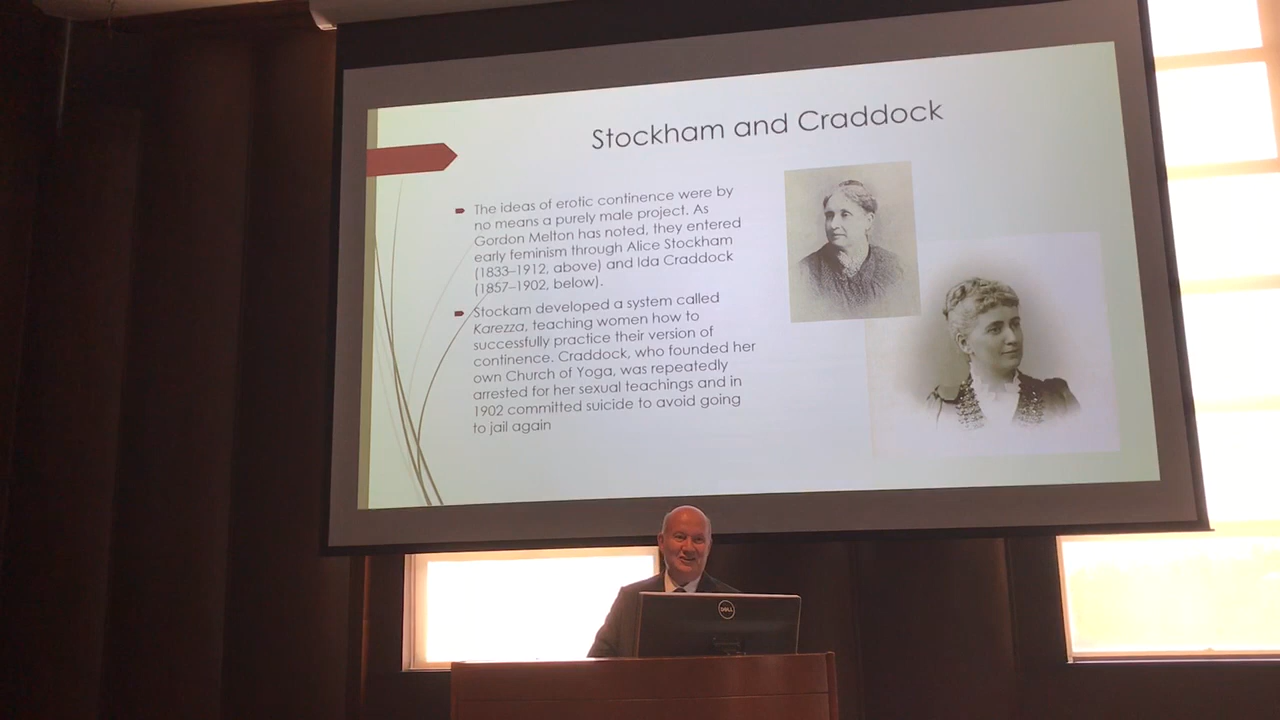 Stockham and Craddock
The ideas of erotic continence were by
no means a purely male project. As
Gordon Melton has noted, they entered
early feminism through Alice Stockham
(1833–1912, above) and Ida Craddock
(1857–1902, below).
Stockam developed a system called
Karezza, teaching women how to
successfully practice their version of
continence. Craddock, who founded her
own Church of Yoga, was repeatedly
arrested for her sexual teachings and in
1902 committed suicide to avoid going
to jail again
DELL